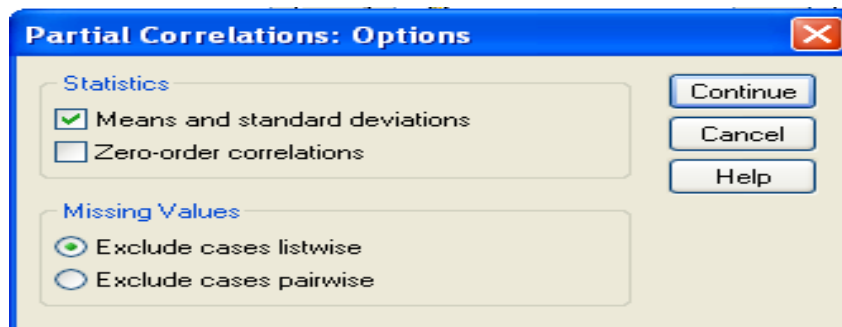 Partial Correlations: Options
Statistics
Means and standard deviations
Zero-order correlations
Continue
Cancel
Help
Missing Values
Exclude cases listwise
Exclude cases pairwise